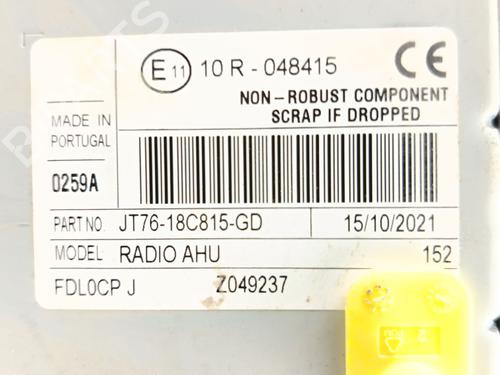 E 11 10 R - 048415 CE
NON - ROBUST COMPONENT
SCRAP IF DROPPED
MADE IN
PORTUGAL
0259A
PART NO. JT76-18C815-GD 15/10/2021
MODEL RADIO AHU 152
FDL0CP J Z049237